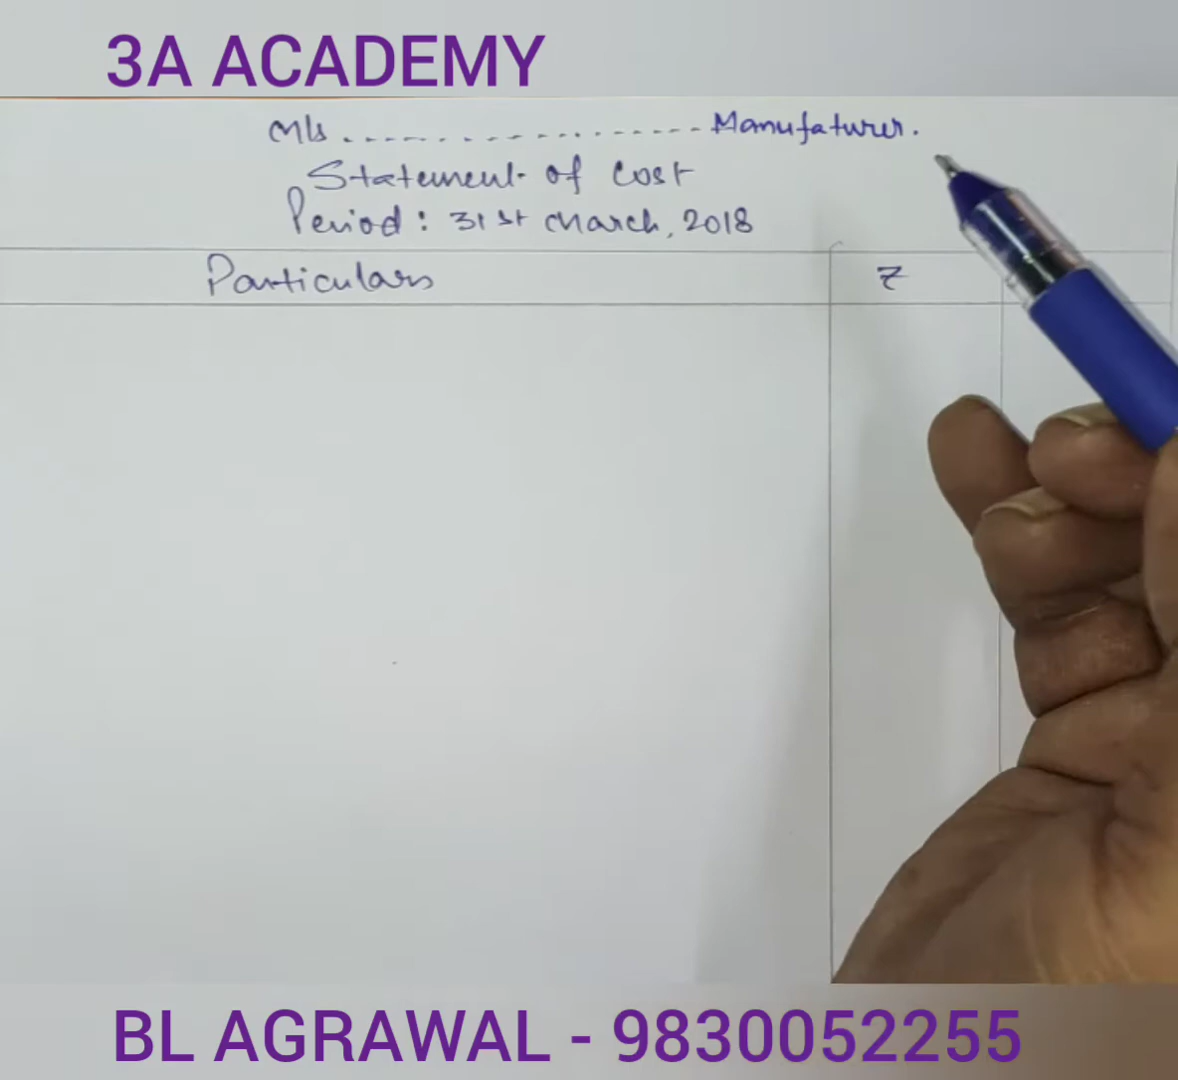 3A ACADEMY
M/s ..................... Manufaturer.
Statement of Cost
Period : 31st March, 2018
Particulars ₹
BL AGRAWAL - 9830052255